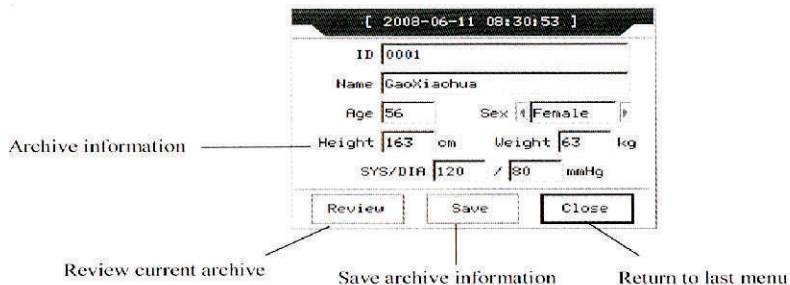 [ 2008-06-11 08:30:53 ]
ID 0001
Name GaoXiaohua
Age 56 Sex Female
Archive information
Height 163 cm Weight 63 kg
SYS/DIA 120 / 80 mmHg
Review Save Close
Review current archive Save archive information Return to last menu